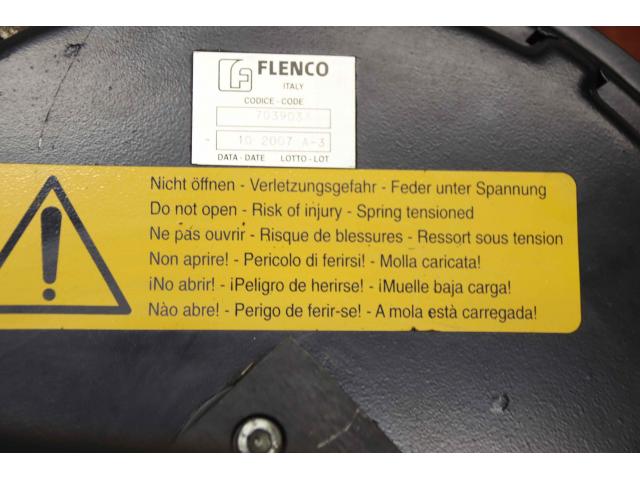 FLENCO
ITALY
CODICE - CODE
703903
- 10 2007 A-3
DATA - DATE LOTTO - LOT
Nicht öffnen - Verletzungsgefahr - Feder unter Spannung
Do not open - Risk of injury - Spring tensioned
Ne pas ouvrir - Risque de blessures - Ressort sous tension
Non aprire! - Pericolo di ferirsi! - Molla caricata!
¡No abrir! - ¡Peligro de herirse! - ¡Muelle baja carga!
Nào abre! - Perigo de ferir-se! - A mola està carregada!